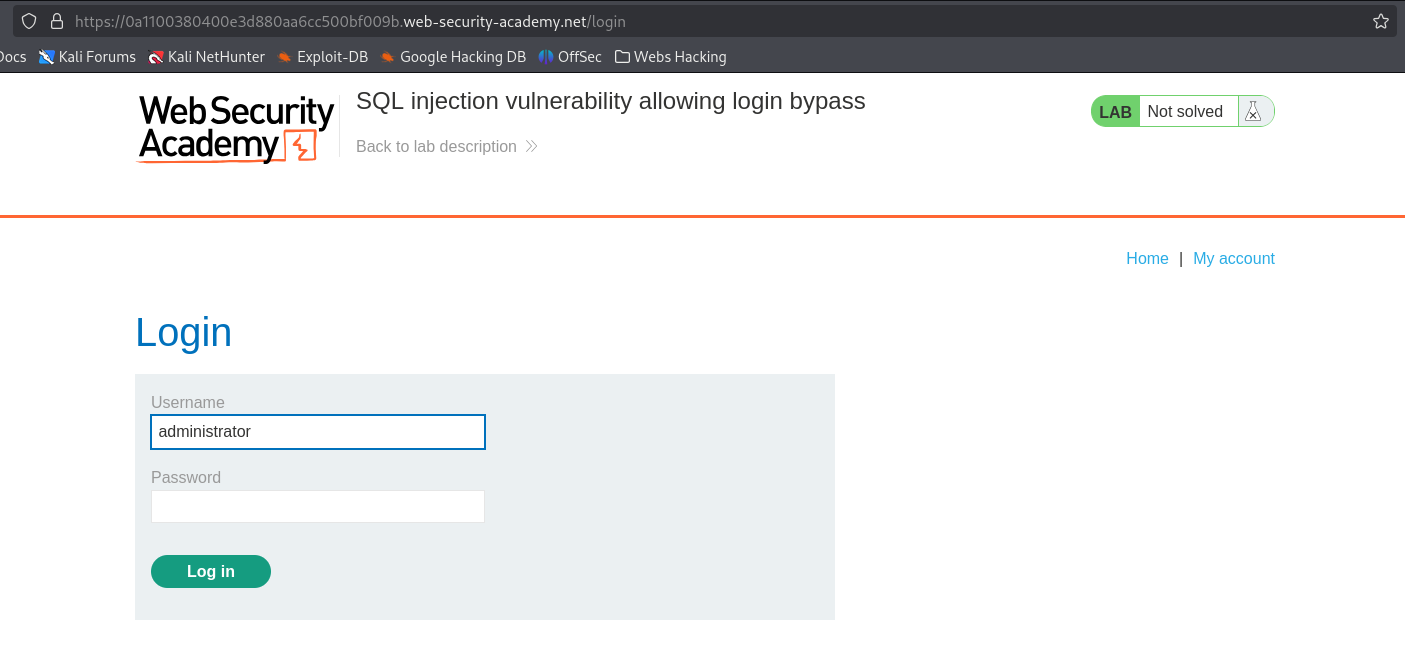 https://0a1100380400e3d880aa6cc500bf009b.web-security-academy.net/login
Docs Kali Forums Kali NetHunter Exploit-DB Google Hacking DB OffSec Webs Hacking
Web Security
Academy
SQL injection vulnerability allowing login bypass
Back to lab description
LAB Not solved
Home | My account
Login
Username
administrator
Password
Log in